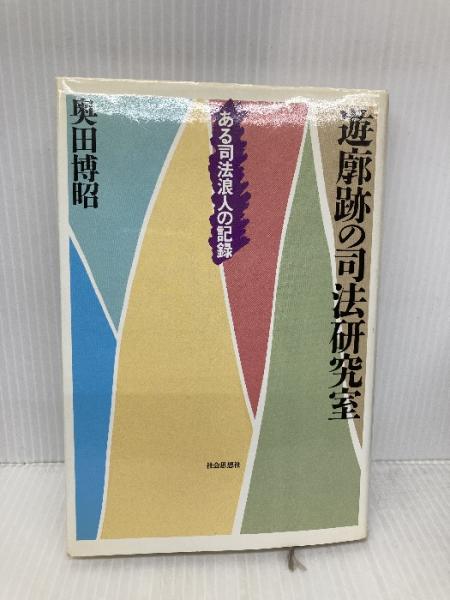 遊廓跡の司法研究室
ある司法浪人の記録
奥田博昭
社会思想社